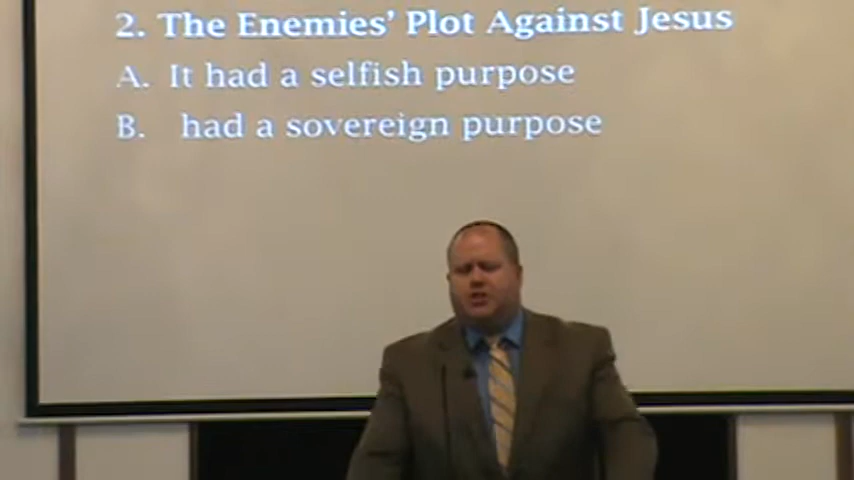 2. The Enemies' Plot Against Jesus
A. It had a selfish purpose
B. had a sovereign purpose